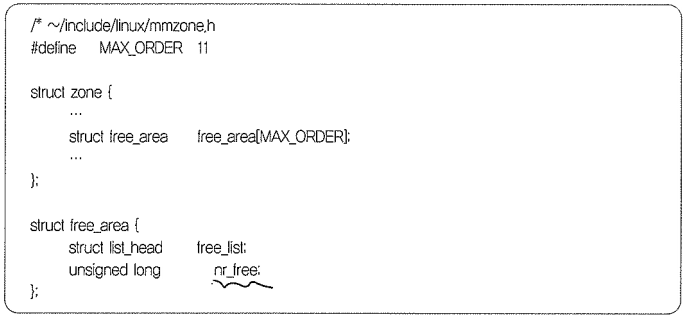 /* ~/include/linux/mmzone.h
#define MAX_ORDER 11
struct zone {
...
struct free_area free_area[MAX_ORDER];
...
};
struct free_area {
struct list_head free_list;
unsigned long nr_free;
};